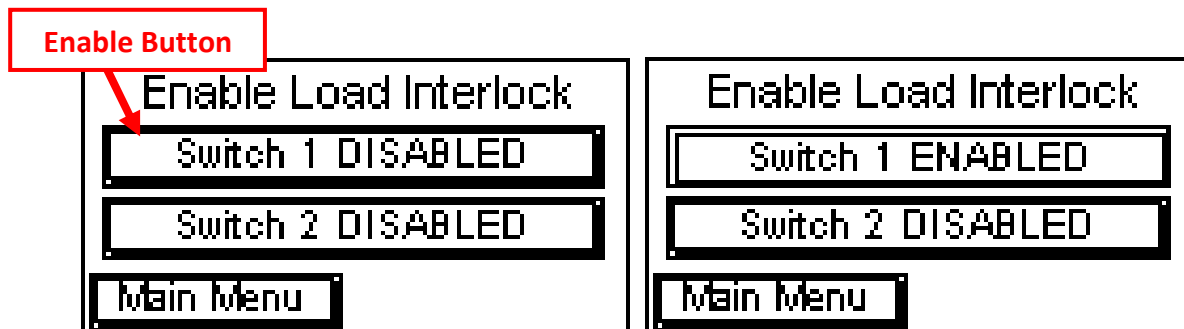 Enable Button
Enable Load Interlock
Switch 1 DISABLED
Switch 2 DISABLED
Main Menu
Enable Load Interlock
Switch 1 ENABLED
Switch 2 DISABLED
Main Menu